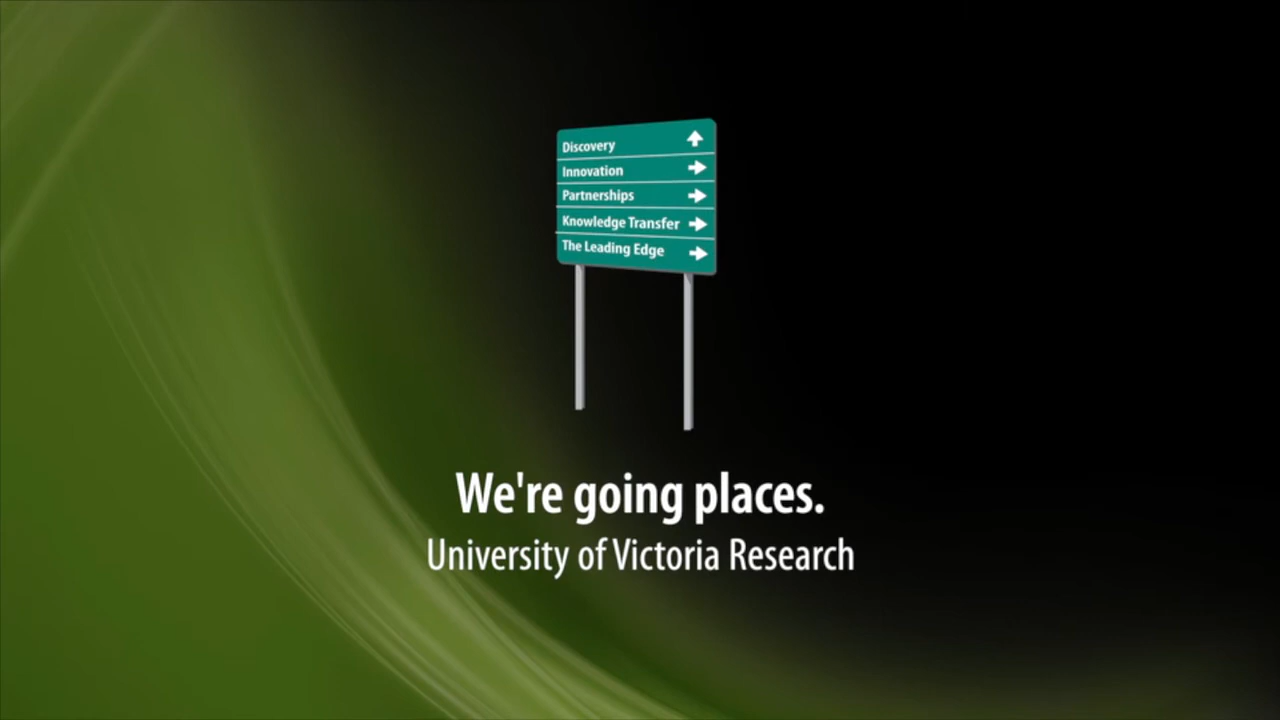 Discovery
Innovation
Partnerships
Knowledge Transfer
The Leading Edge
We're going places.
University of Victoria Research